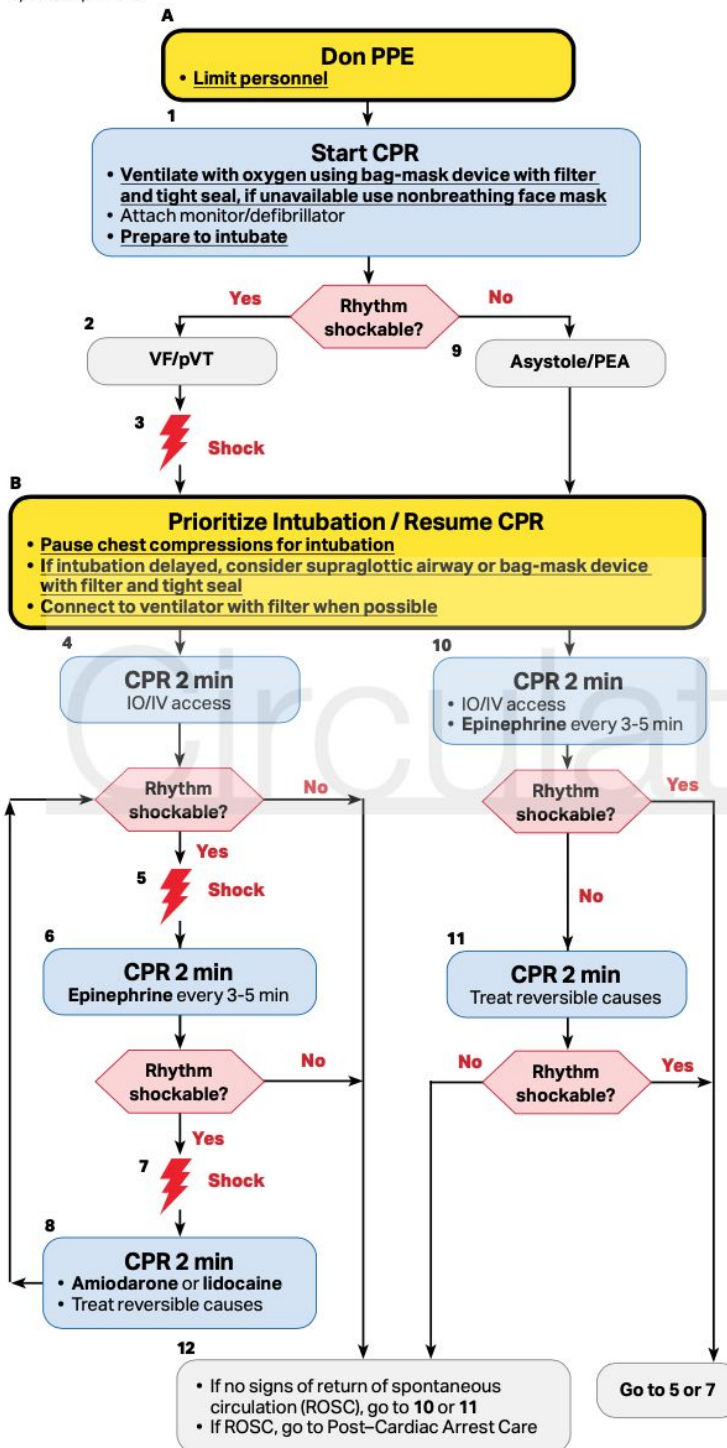 A
Don PPE
• Limit personnel
1
Start CPR
• Ventilate with oxygen using bag-mask device with filter
and tight seal, if unavailable use nonbreathing face mask
• Attach monitor/defibrillator
• Prepare to intubate
Rhythm
shockable?
Yes
No
2
VF/pVT
9
Asystole/PEA
3
Shock
B
Prioritize Intubation / Resume CPR
• Pause chest compressions for intubation
• If intubation delayed, consider supraglottic airway or bag-mask device
with filter and tight seal
• Connect to ventilator with filter when possible
4
CPR 2 min
IO/IV access
10
CPR 2 min
• IO/IV access
• Epinephrine every 3-5 min
Circulat
Rhythm
shockable?
No
Yes
Rhythm
shockable?
Yes
No
5
Shock
6
CPR 2 min
Epinephrine every 3-5 min
11
CPR 2 min
Treat reversible causes
Rhythm
shockable?
No
Yes
No
Rhythm
shockable?
Yes
7
Shock
8
CPR 2 min
• Amiodarone or lidocaine
• Treat reversible causes
12
• If no signs of return of spontaneous
circulation (ROSC), go to 10 or 11
• If ROSC, go to Post–Cardiac Arrest Care
Go to 5 or 7